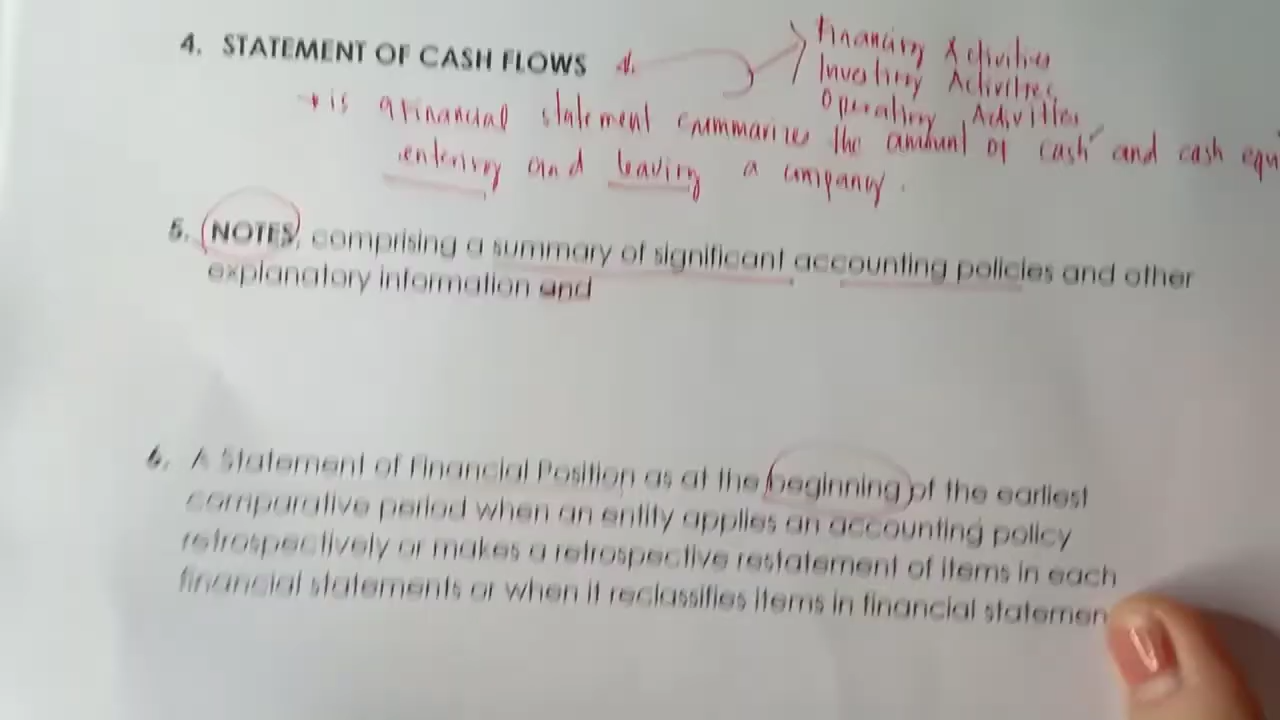 4. STATEMENT OF CASH FLOWS
Financing Activities
Investing Activities
Operating Activities
is a financial statement summarizes the amount of cash and cash equ
entering and leaving a company.
5. NOTES, comprising a summary of significant accounting policies and other
explanatory information and
6. A Statement of Financial Position as at the beginning of the earliest
comparative period when an entity applies an accounting policy
retrospectively or makes a retrospective restatement of items in each
financial statements or when it reclassifies items in financial statemen